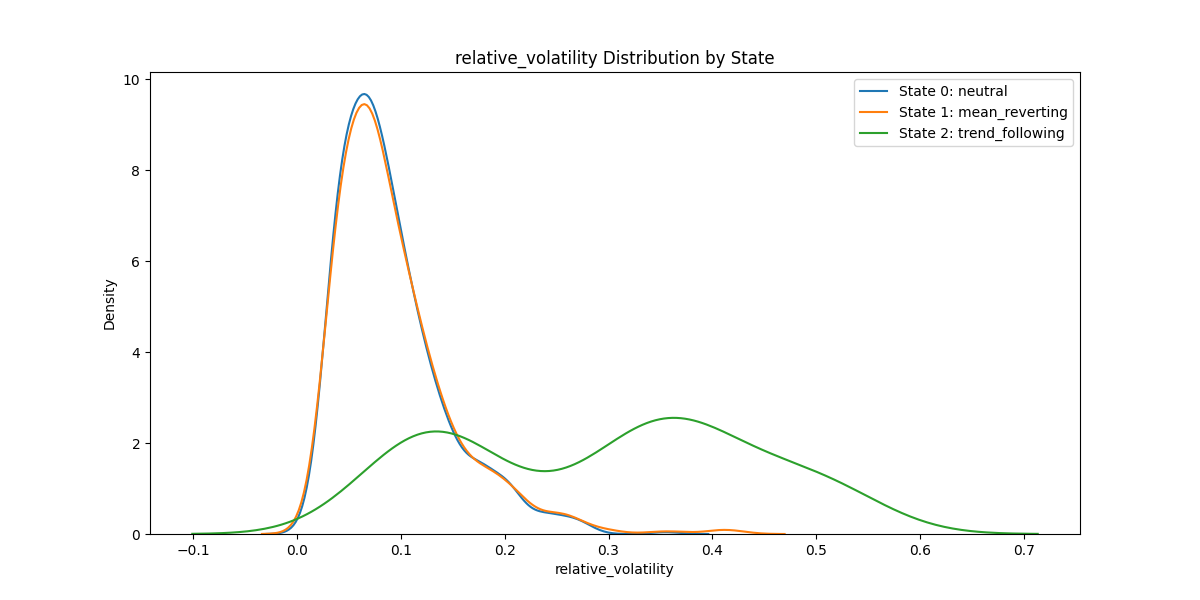 relative_volatility Distribution by State
State 0: neutral
State 1: mean_reverting
State 2: trend_following
Density
10
8
6
4
2
0
−0.1 0.0 0.1 0.2 0.3 0.4 0.5 0.6 0.7
relative_volatility